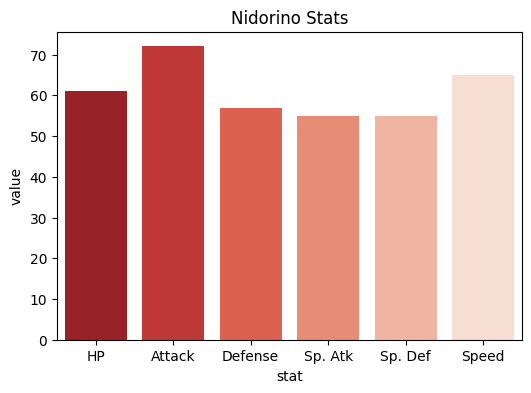 Nidorino Stats
value
70
60
50
40
30
20
10
0
HP Attack Defense Sp. Atk Sp. Def Speed
stat